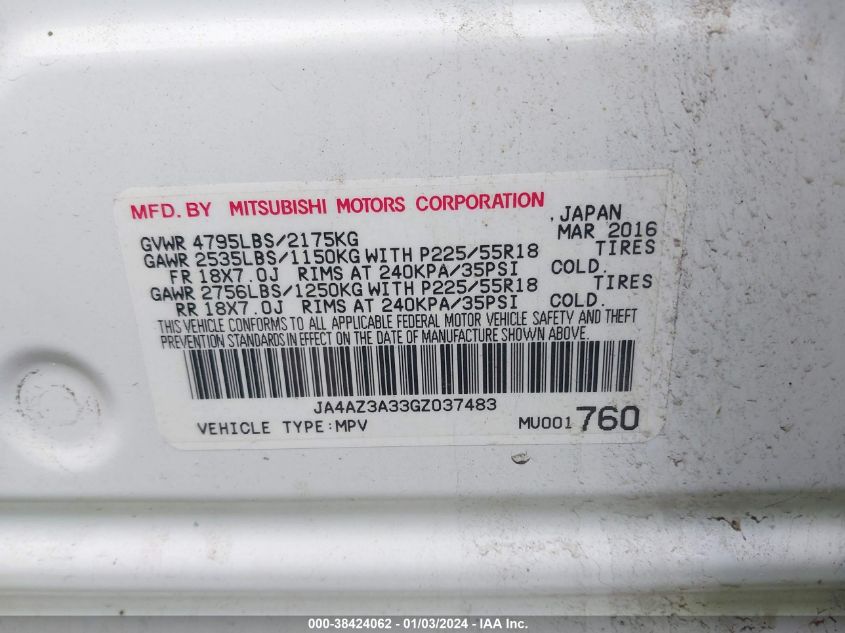 MFD. BY MITSUBISHI MOTORS CORPORATION , JAPAN
GVWR 4795LBS/2175KG MAR 2016
GAWR 2535LBS/1150KG WITH P225/55R18 TIRES
FR 18X7.0J RIMS AT 240KPA/35PSI COLD.
GAWR 2756LBS/1250KG WITH P225/55R18 TIRES
RR 18X7.0J RIMS AT 240KPA/35PSI COLD.
THIS VEHICLE CONFORMS TO ALL APPLICABLE FEDERAL MOTOR VEHICLE SAFETY AND THEFT
PREVENTION STANDARDS IN EFFECT ON THE DATE OF MANUFACTURE SHOWN ABOVE.
JA4AZ3A33GZ037483
VEHICLE TYPE:MPV MU001760
000-38424062 - 01/03/2024 - IAA Inc.